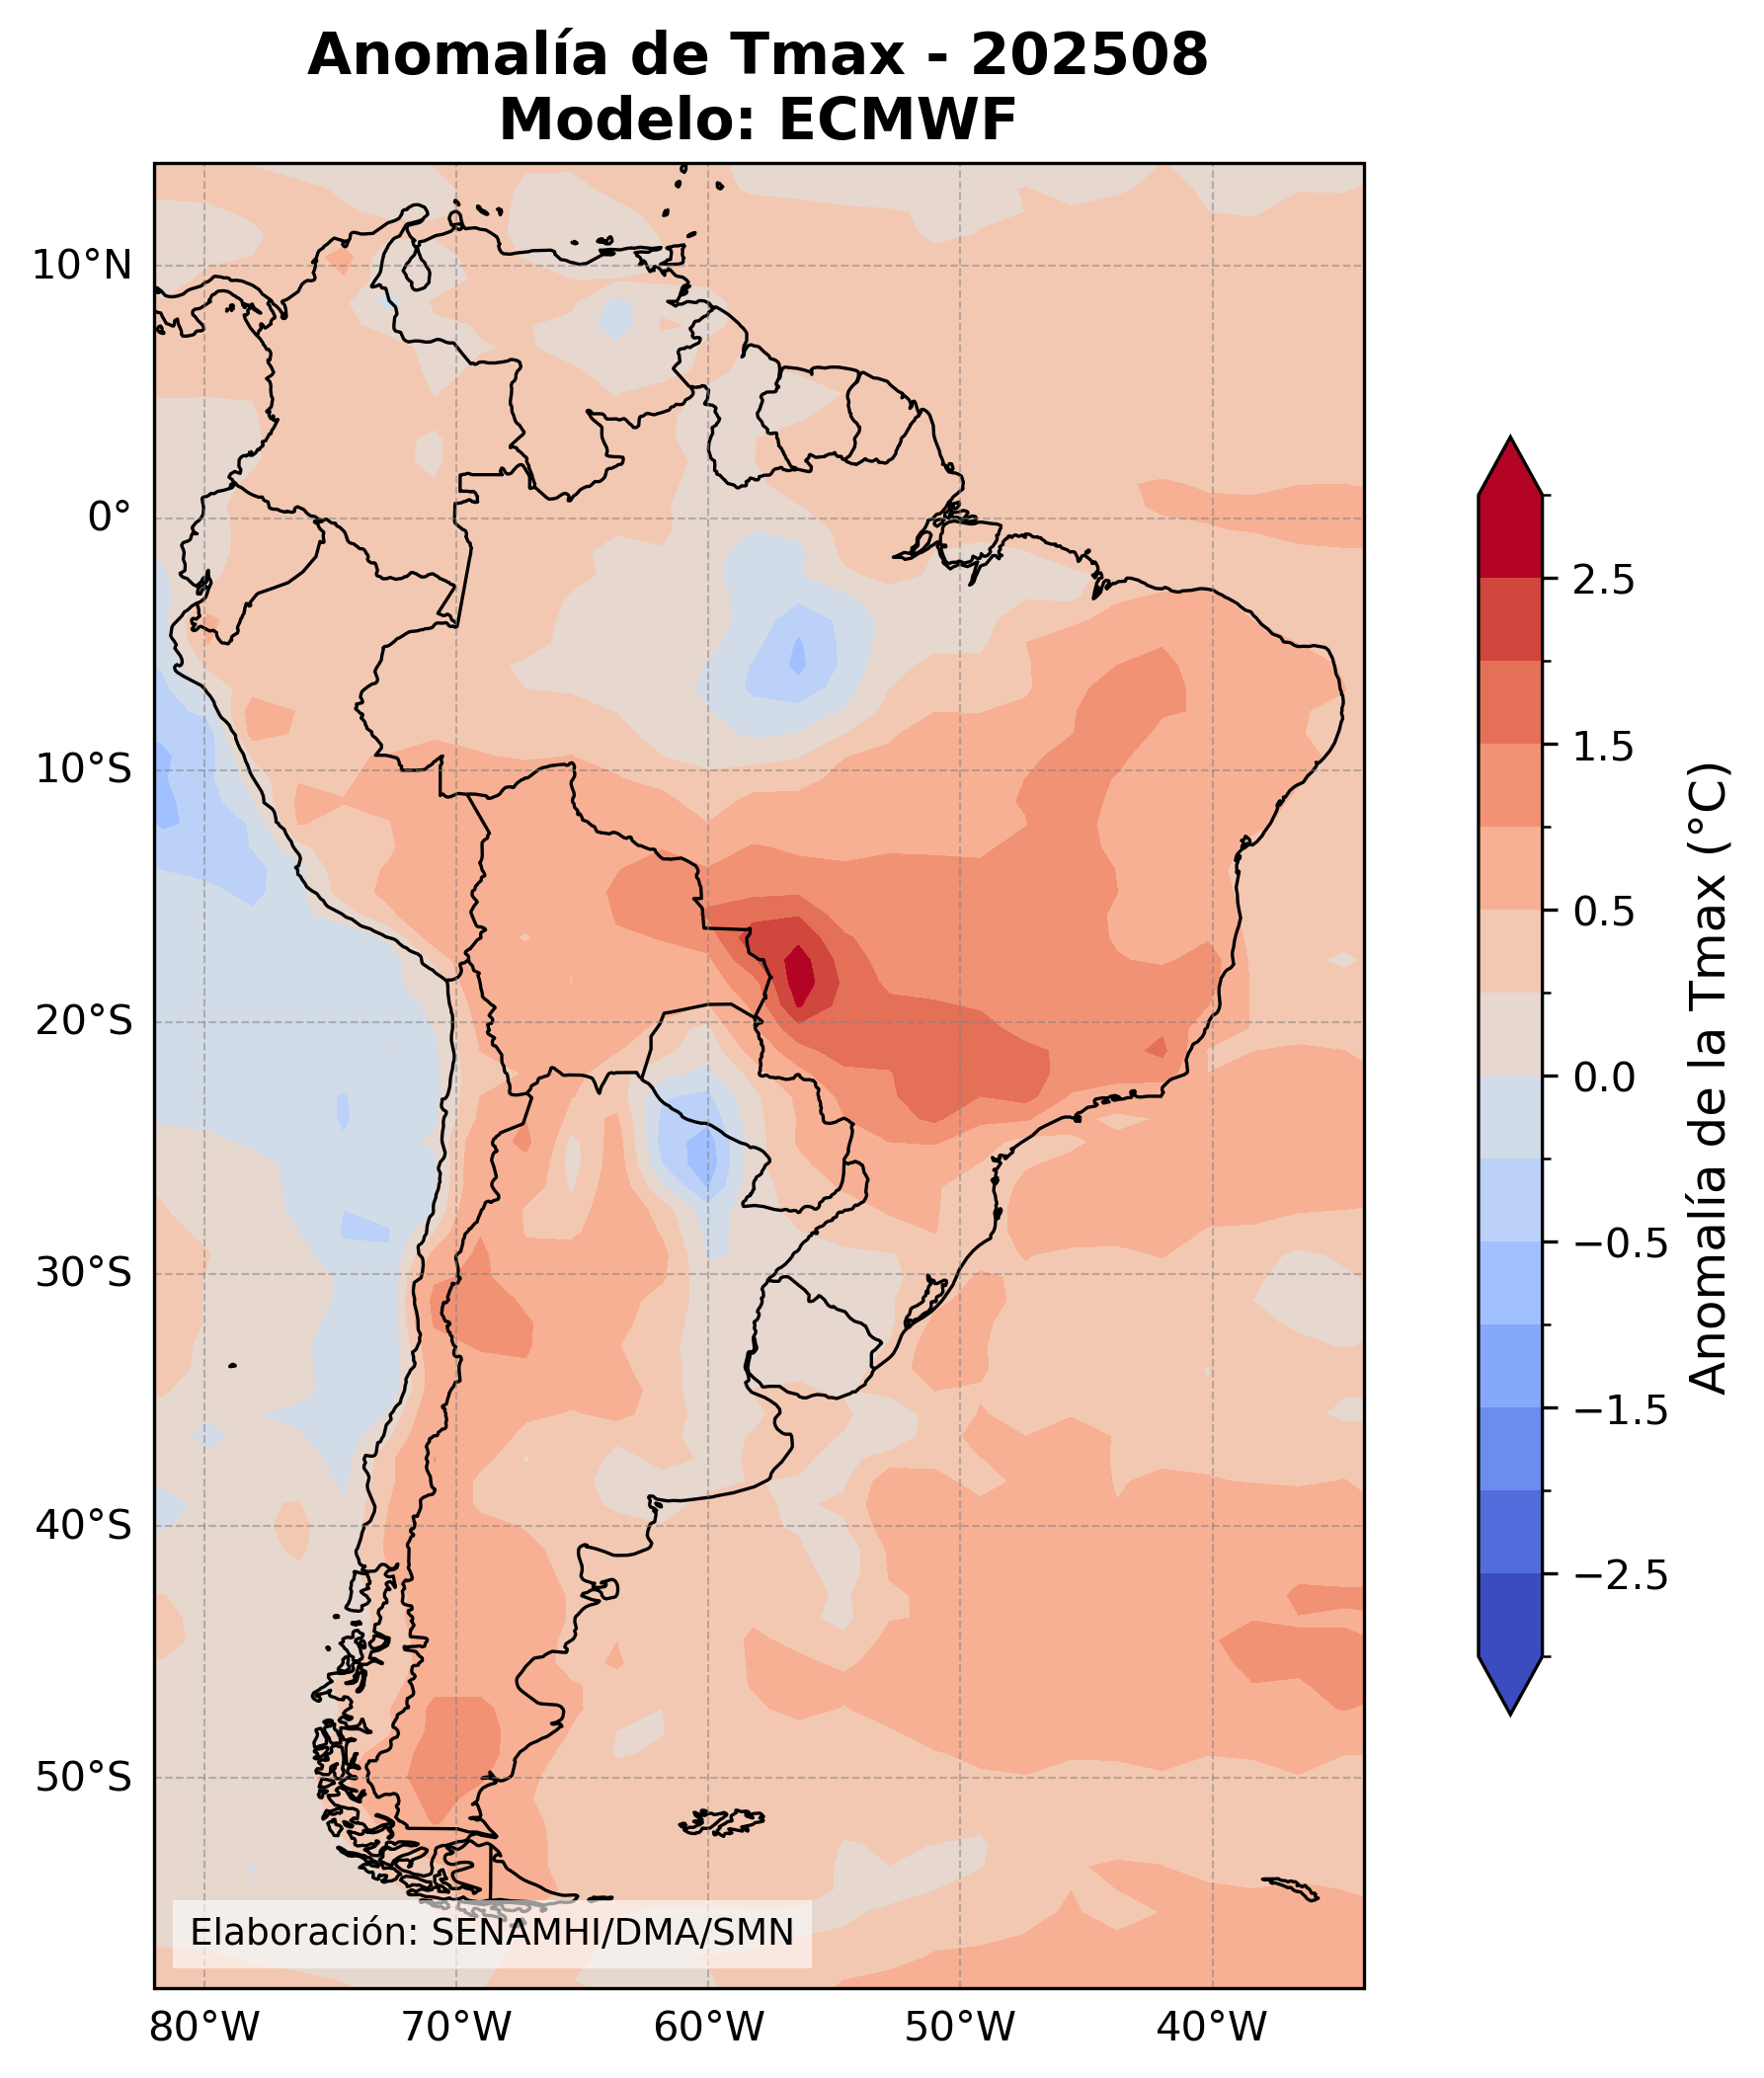 Anomalía de Tmax - 202508
Modelo: ECMWF
10°N
0°
10°S
20°S
30°S
40°S
50°S
80°W
70°W
60°W
50°W
40°W
Elaboración: SENAMHI/DMA/SMN
2.5
1.5
0.5
0.0
−0.5
−1.5
−2.5
Anomalía de la Tmax (°C)